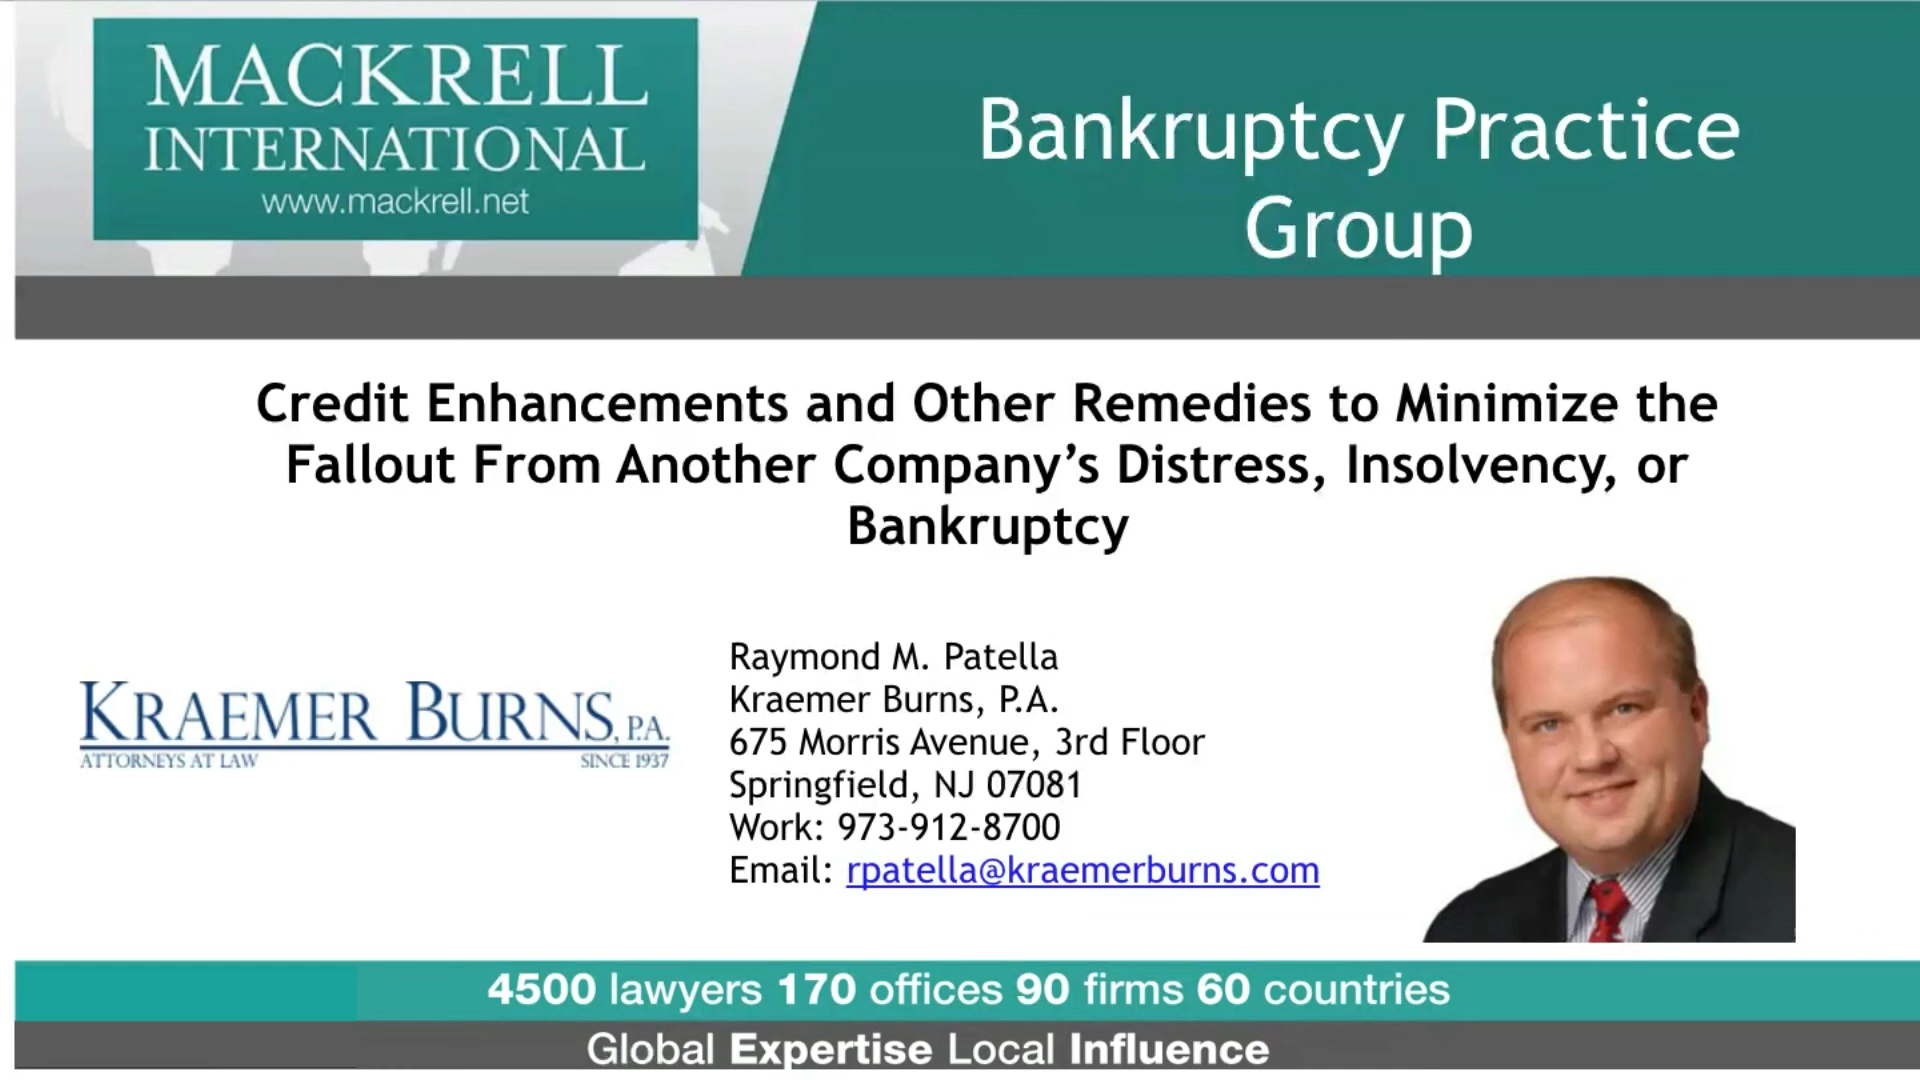 MACKRELL
INTERNATIONAL
www.mackrell.net
Bankruptcy Practice
Group
Credit Enhancements and Other Remedies to Minimize the
Fallout From Another Company’s Distress, Insolvency, or
Bankruptcy
KRAEMER BURNS, P.A.
ATTORNEYS AT LAW SINCE 1937
Raymond M. Patella
Kraemer Burns, P.A.
675 Morris Avenue, 3rd Floor
Springfield, NJ 07081
Work: 973-912-8700
Email: rpatella@kraemerburns.com
4500 lawyers 170 offices 90 firms 60 countries
Global Expertise Local Influence